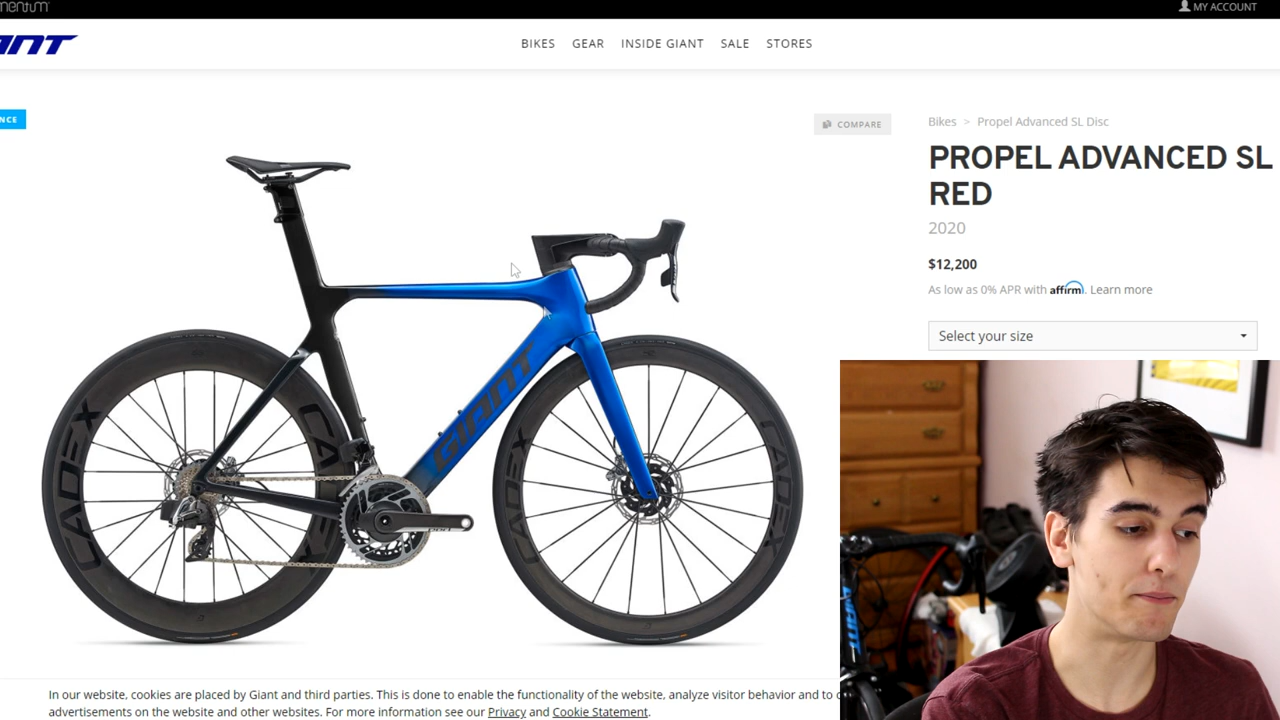 MY ACCOUNT
BIKES GEAR INSIDE GIANT SALE STORES
COMPARE
Bikes > Propel Advanced SL Disc
PROPEL ADVANCED SL
RED
2020
$12,200
As low as 0% APR with affirm. Learn more
Select your size
GIANT
CADEX
CADEX
CADEX
In our website, cookies are placed by Giant and third parties. This is done to enable the functionality of the website, analyze visitor behavior and to
advertisements on the website and other websites. For more information see our Privacy and Cookie Statement.